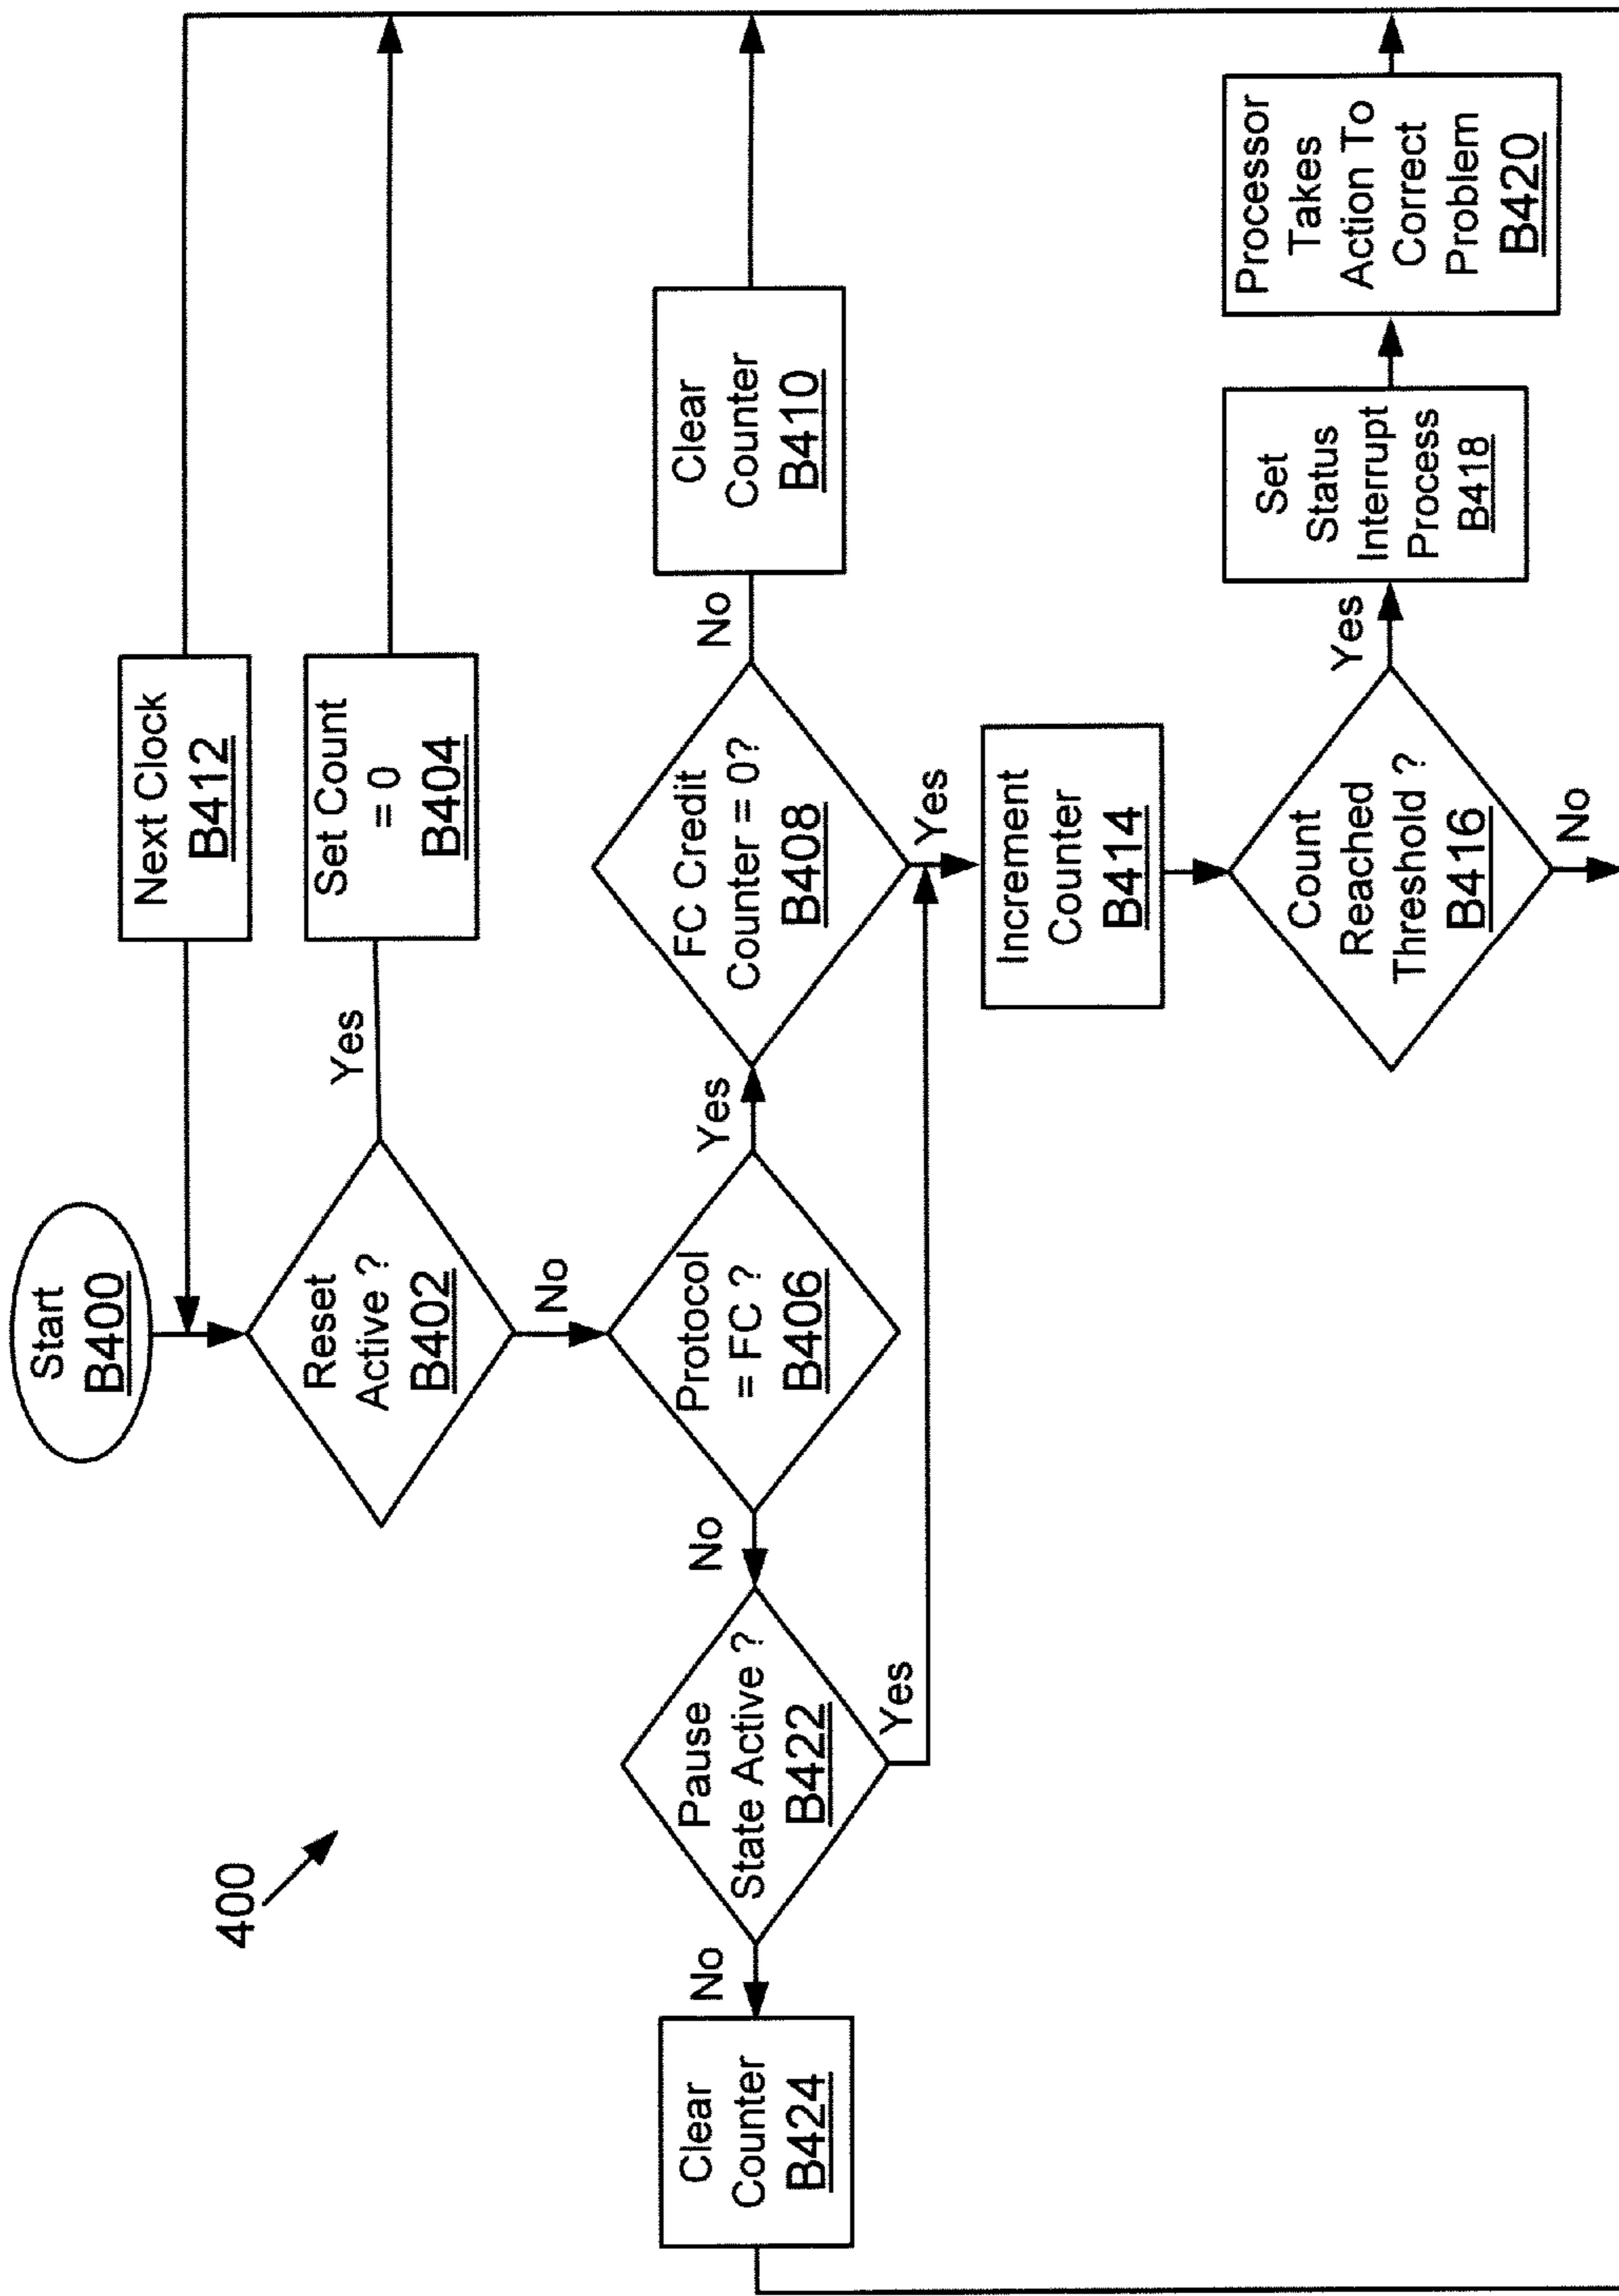 400
Start
B400
Next Clock
B412
Reset
Active ?
B402
Yes
Set Count
= 0
B404
No
Clear
Counter
B424
No
Pause
State Active ?
B422
Yes
No
Protocol
= FC ?
B406
Yes
FC Credit
Counter = 0?
B408
No
Clear
Counter
B410
Yes
Increment
Counter
B414
Count
Reached
Threshold ?
B416
Yes
Set
Status
Interrupt
Process
B418
Processor
Takes
Action To
Correct
Problem
B420
No